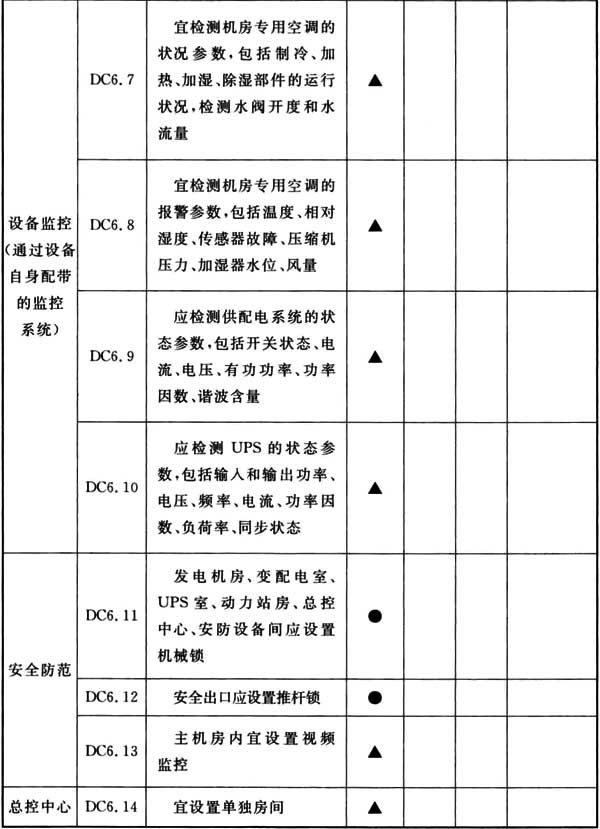 设备监控
（通过设备
自身配带
的监控
系统）
DC6.7
宜检测机房专用空调的
状况参数，包括制冷、加
热、加湿、除湿部件的运行
状况，检测水阀开度和水
流量
▲
DC6.8
宜检测机房专用空调的
报警参数，包括温度、相对
湿度、传感器故障、压缩机
压力、加湿器水位、风量
▲
DC6.9
应检测供配电系统的状
态参数，包括开关状态、电
流、电压、有功功率、功率
因数、谐波含量
▲
DC6.10
应检测 UPS 的状态参
数，包括输入和输出功率、
电压、频率、电流、功率因
数、负荷率、同步状态
▲
安全防范
DC6.11
发电机房、变配电室、
UPS 室、动力站房、总控
中心、安防设备间应设置
机械锁
●
DC6.12
安全出口应设置推杆锁
●
DC6.13
主机房内宜设置视频
监控
▲
总控中心
DC6.14
宜设置单独房间
▲